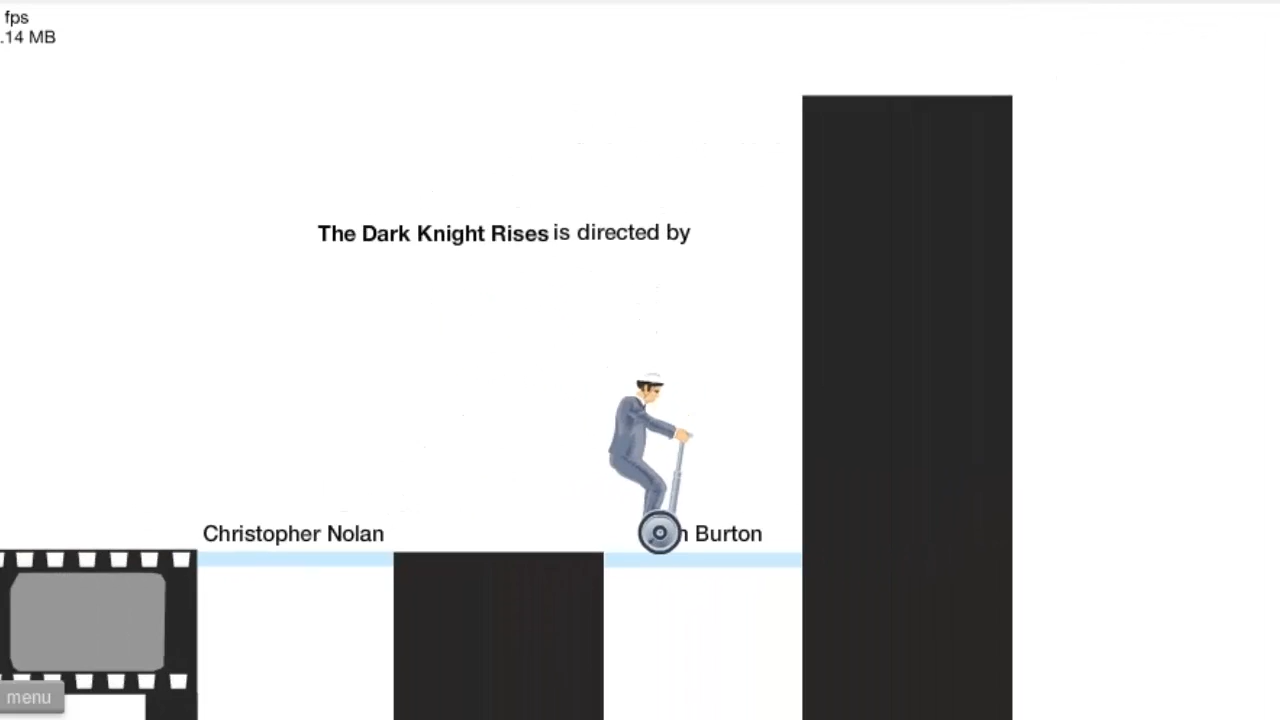 fps
.14 MB
The Dark Knight Rises is directed by
Christopher Nolan
Burton
menu